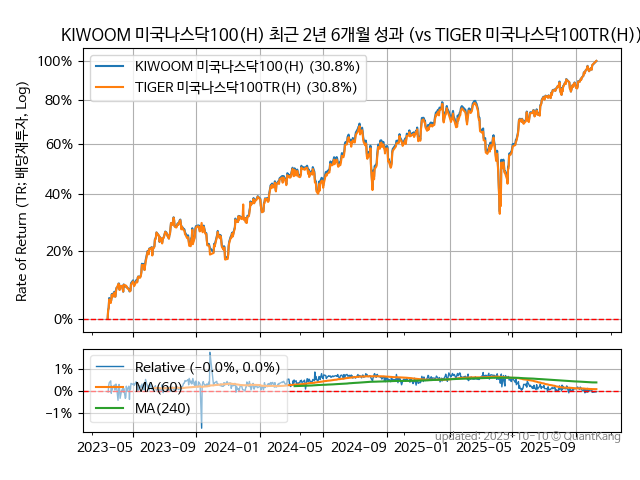 KIWOOM 미국나스닥100(H) 최근 2년 6개월 성과 (vs TIGER 미국나스닥100TR(H))
Rate of Return (TR: 배당재투자, Log)
100%
80%
60%
40%
20%
0%
KIWOOM 미국나스닥100(H) (30.8%)
TIGER 미국나스닥100TR(H) (30.8%)
1%
0%
−1%
Relative (−0.0%, 0.0%)
MA(60)
MA(240)
updated: 2025-10-10 © QuantKang
2023-05 2023-09 2024-01 2024-05 2024-09 2025-01 2025-05 2025-09